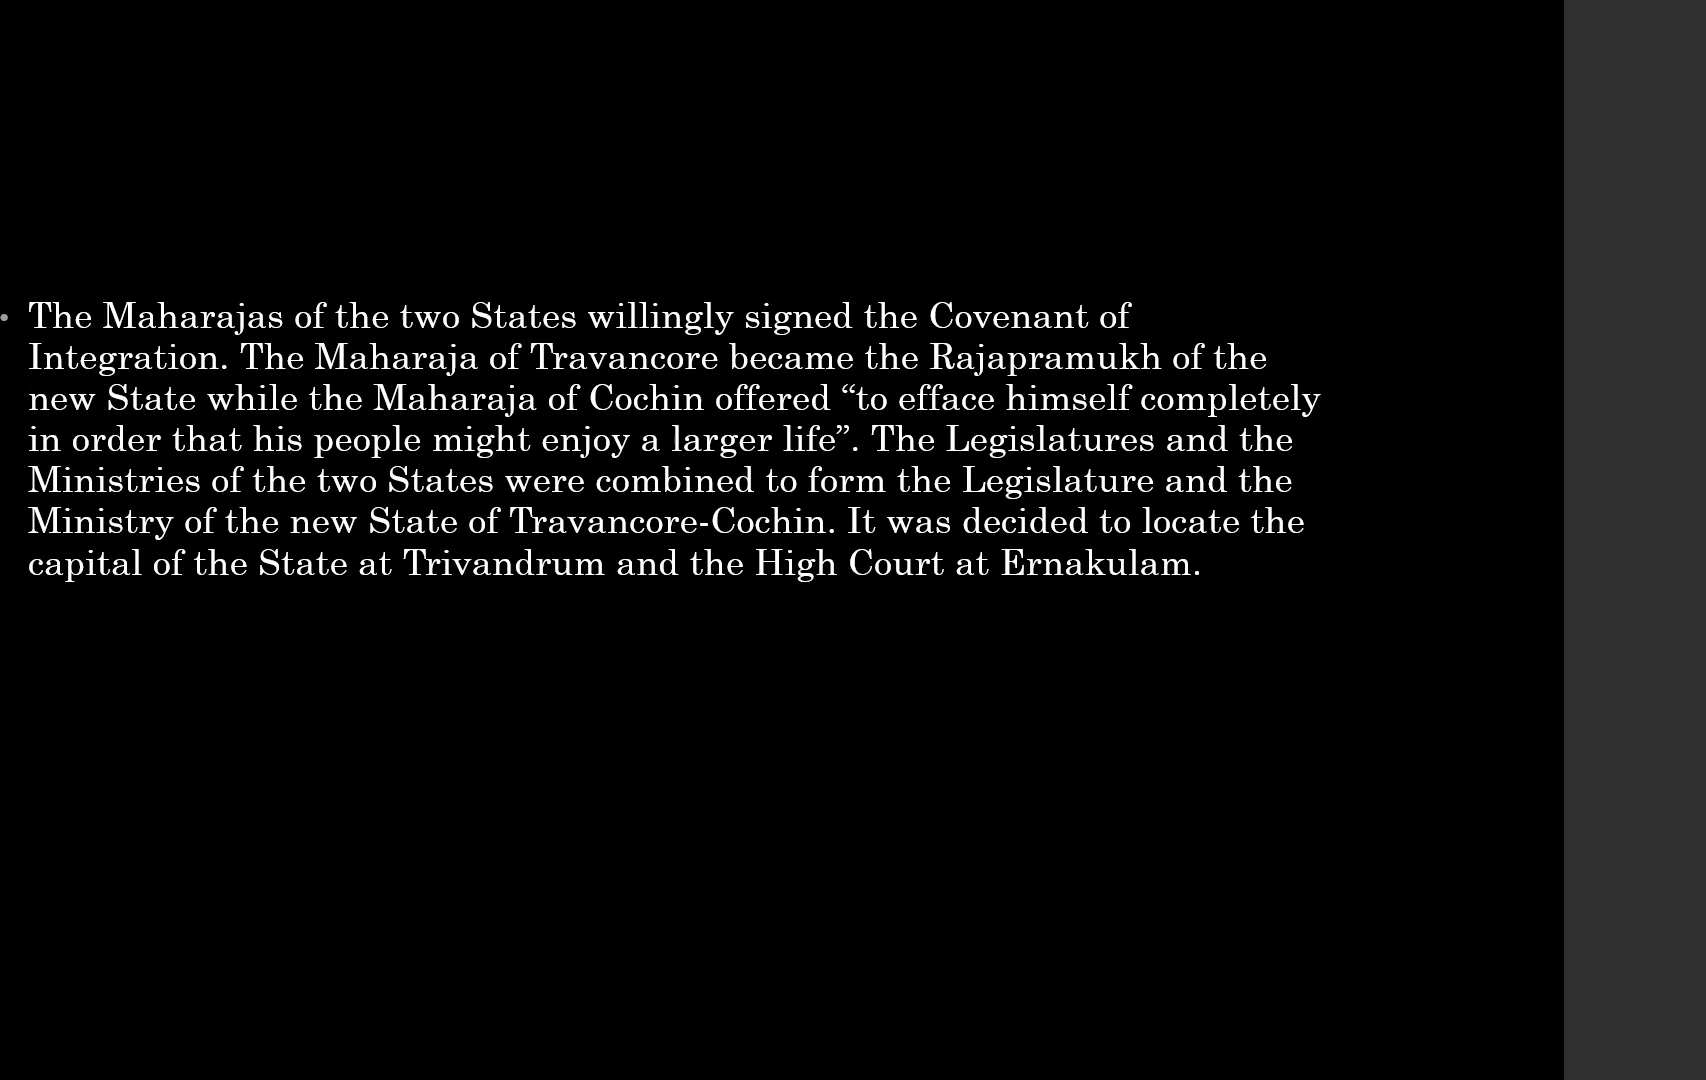 • The Maharajas of the two States willingly signed the Covenant of
Integration. The Maharaja of Travancore became the Rajapramukh of the
new State while the Maharaja of Cochin offered “to efface himself completely
in order that his people might enjoy a larger life”. The Legislatures and the
Ministries of the two States were combined to form the Legislature and the
Ministry of the new State of Travancore-Cochin. It was decided to locate the
capital of the State at Trivandrum and the High Court at Ernakulam.